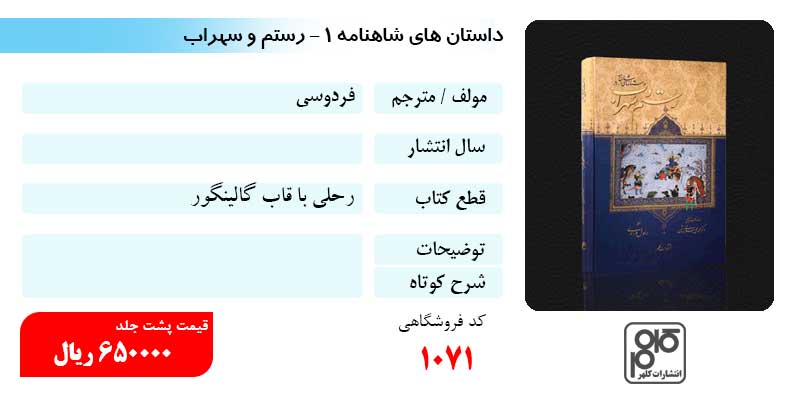 داستان های شاهنامه ۱ – رستم و سهراب
مولف / مترجم
فردوسی
سال انتشار
قطع کتاب
رحلی با قاب گالینگور
توضیحات
شرح کوتاه
کد فروشگاهی
۱۰۷۱
قیمت پشت جلد
۶۵۰۰۰۰ ریال
انتشارات کلهر